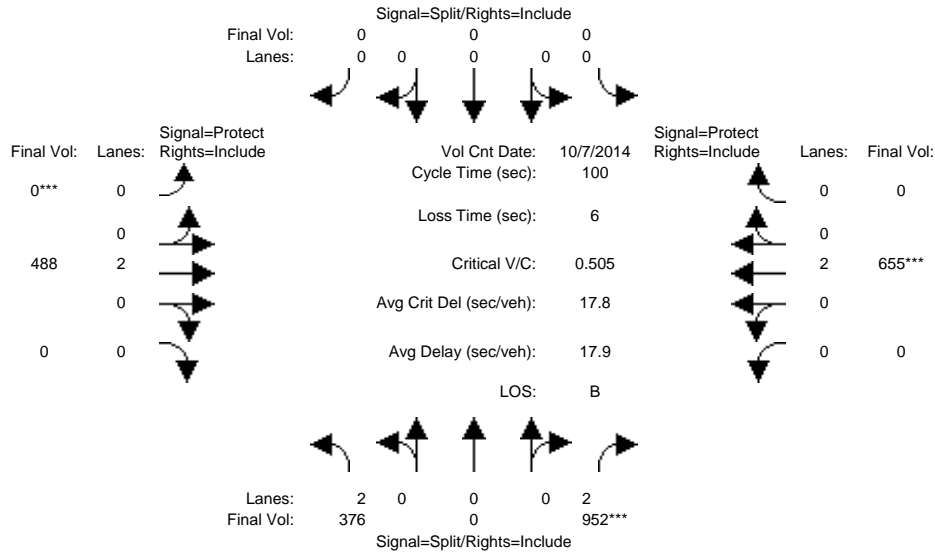 Signal=Split/Rights=Include
Final Vol: 0 0 0
Lanes: 0 0 0 0 0
Signal=Protect Signal=Protect
Final Vol: Lanes: Rights=Include Vol Cnt Date: 10/7/2014 Rights=Include Lanes: Final Vol:
Cycle Time (sec): 100
0*** 0 0 0
Loss Time (sec): 6
0 0
488 2 Critical V/C: 0.505 2 655***
0 Avg Crit Del (sec/veh): 17.8 0
0 0 Avg Delay (sec/veh): 17.9 0 0
LOS: B
Lanes: 2 0 0 0 2
Final Vol: 376 0 952***
Signal=Split/Rights=Include